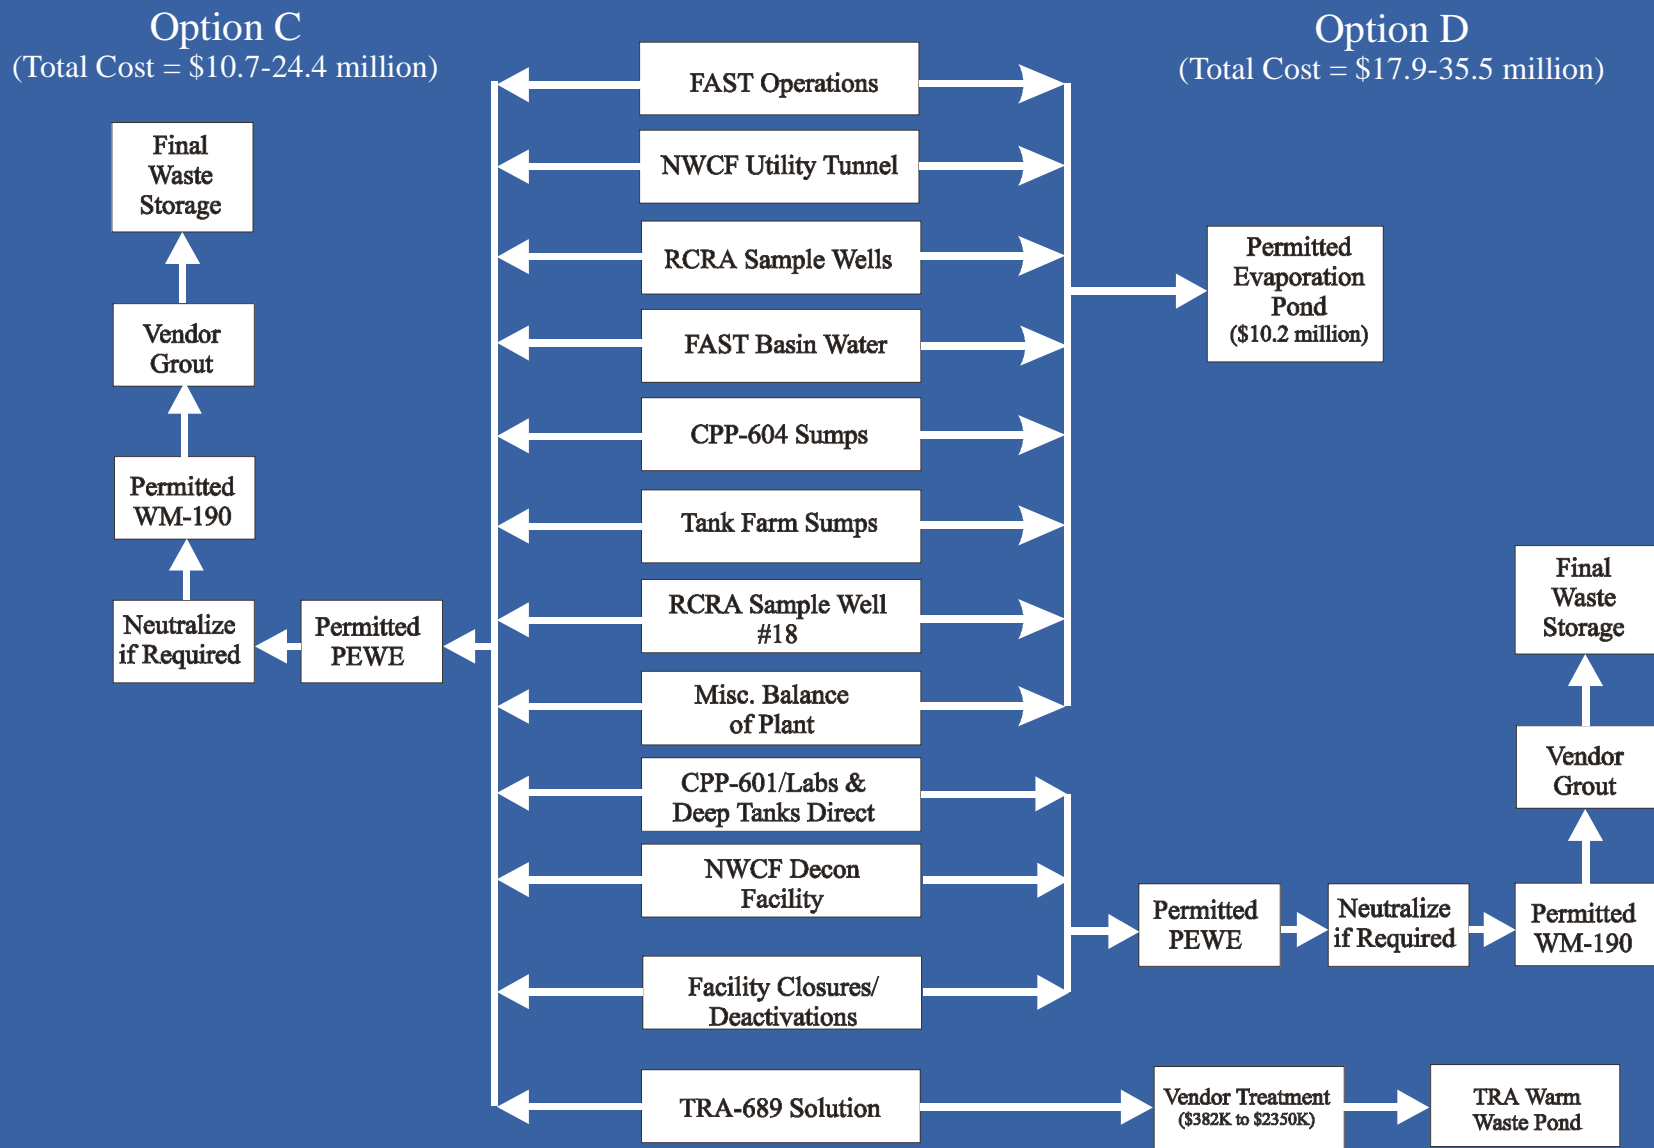 Option C
(Total Cost = $10.7-24.4 million)
Option D
(Total Cost = $17.9-35.5 million)
Final
Waste
Storage
Vendor
Grout
Permitted
WM-190
Neutralize
if Required
Permitted
PEWE
FAST Operations
NWCF Utility Tunnel
RCRA Sample Wells
FAST Basin Water
CPP-604 Sumps
Tank Farm Sumps
RCRA Sample Well
#18
Misc. Balance
of Plant
CPP-601/Labs &
Deep Tanks Direct
NWCF Decon
Facility
Facility Closures/
Deactivations
TRA-689 Solution
Permitted
Evaporation
Pond
($10.2 million)
Final
Waste
Storage
Vendor
Grout
Permitted
PEWE
Neutralize
if Required
Permitted
WM-190
Vendor Treatment
($382K to $2350K)
TRA Warm
Waste Pond